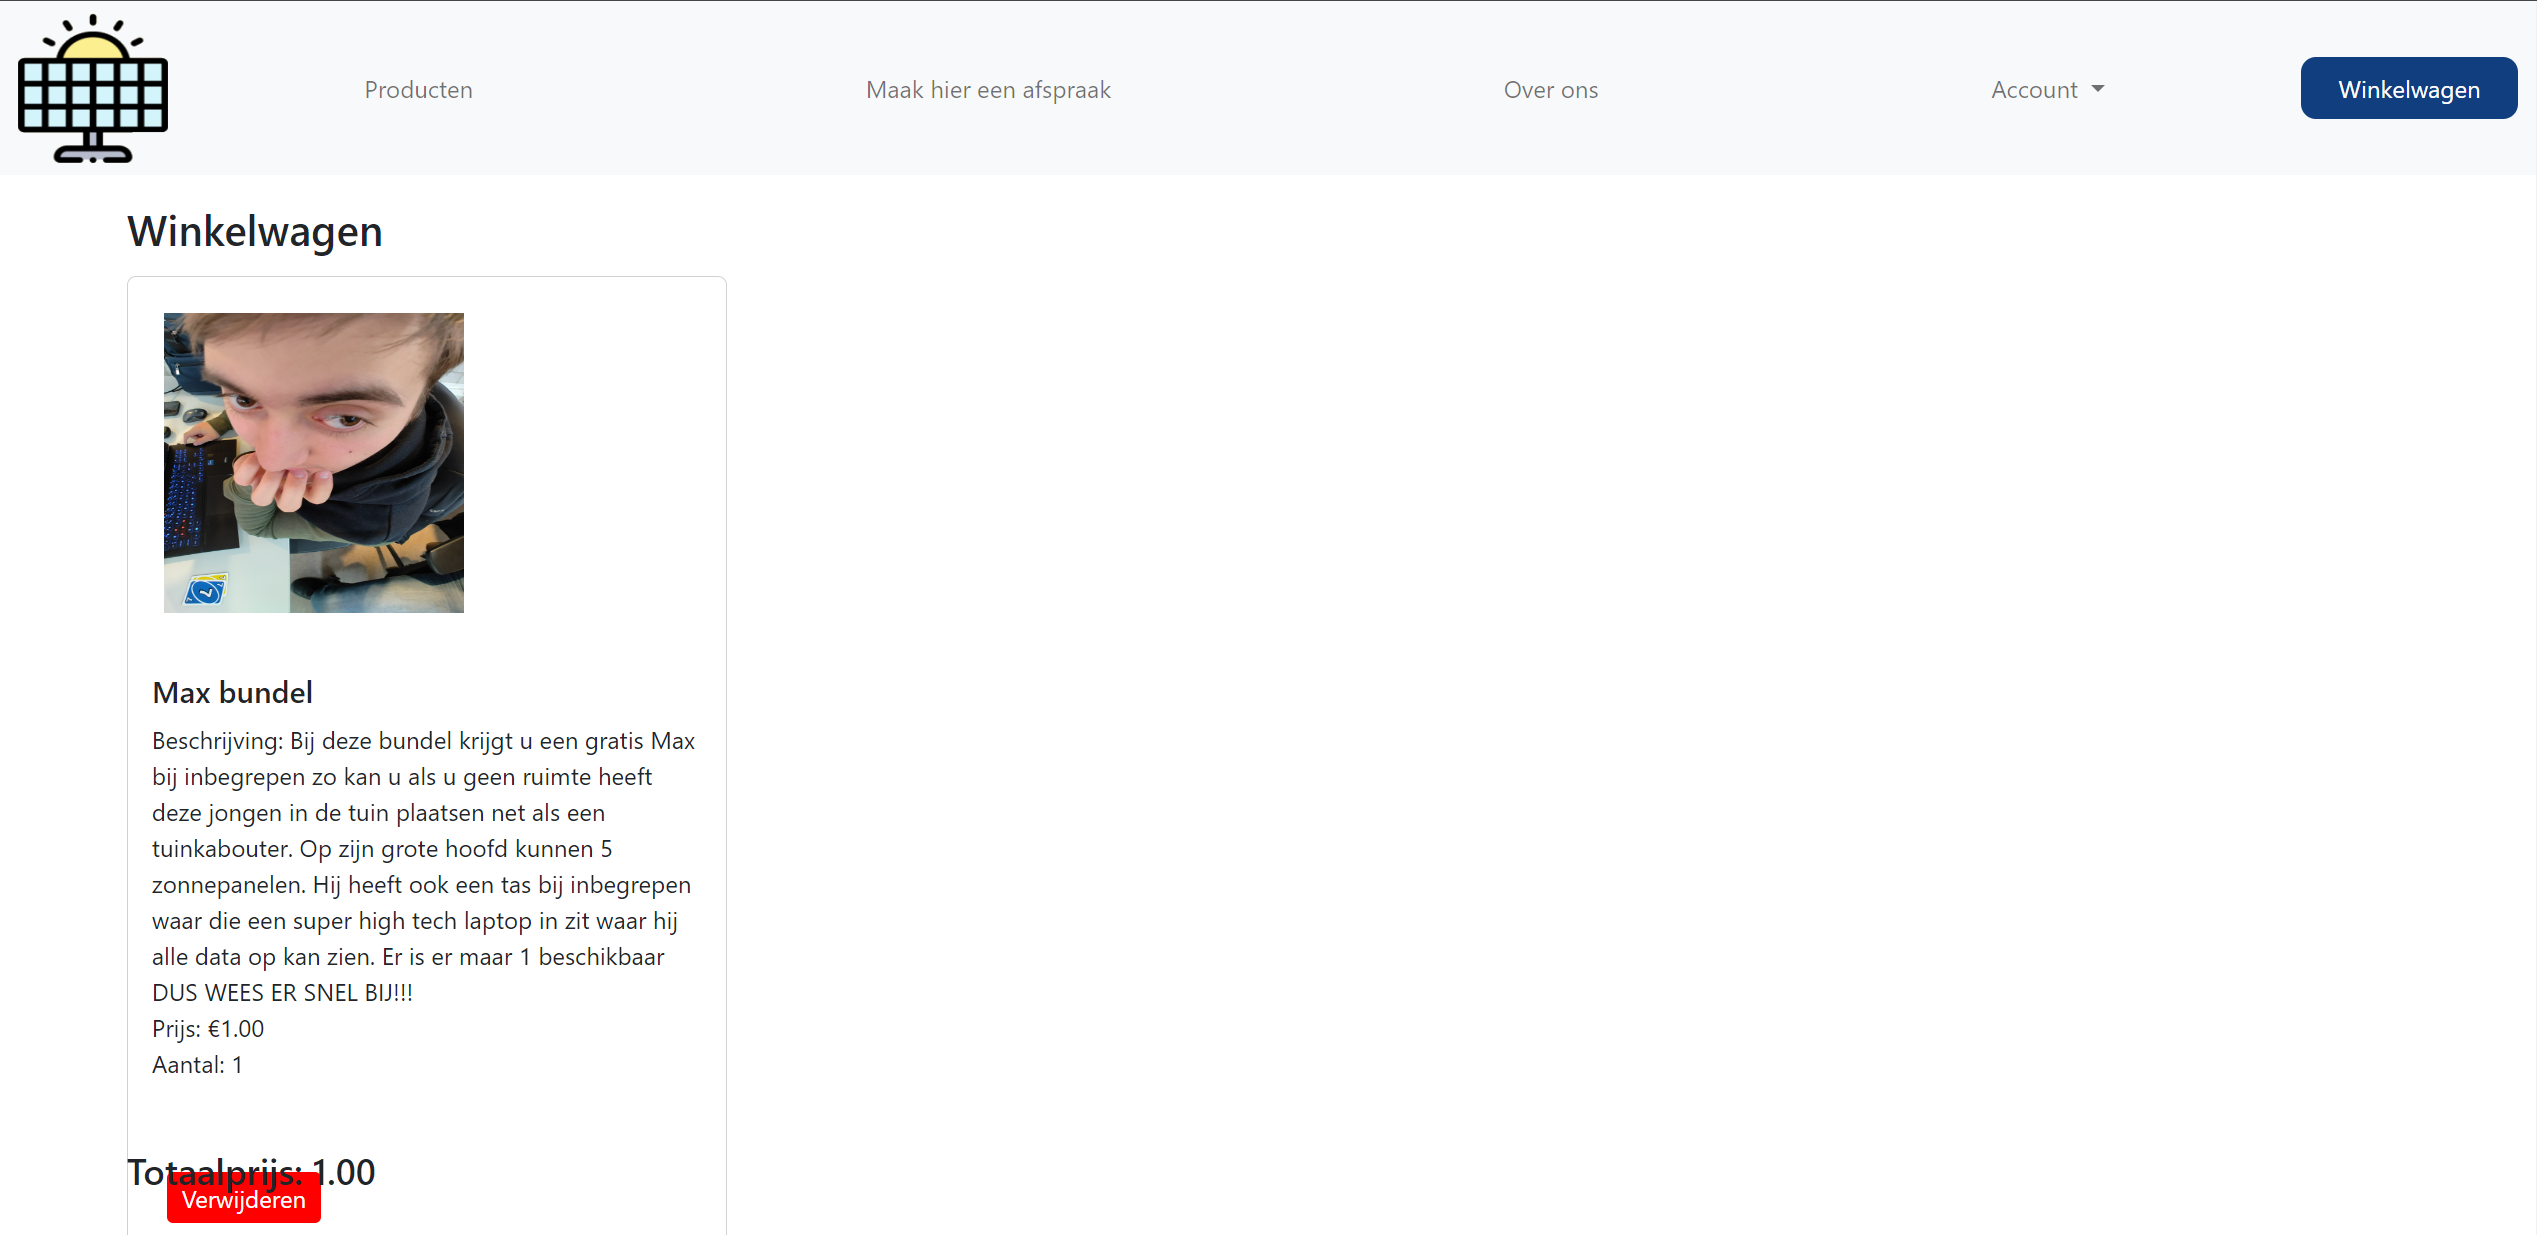 Producten
Maak hier een afspraak
Over ons
Account
Winkelwagen
Winkelwagen
Max bundel
Beschrijving: Bij deze bundel krijgt u een gratis Max
bij inbegrepen zo kan u als u geen ruimte heeft
deze jongen in de tuin plaatsen net als een
tuinkabouter. Op zijn grote hoofd kunnen 5
zonnepanelen. Hij heeft ook een tas bij inbegrepen
waar die een super high tech laptop in zit waar hij
alle data op kan zien. Er is er maar 1 beschikbaar
DUS WEES ER SNEL BIJ!!!
Prijs: €1.00
Aantal: 1
Totaalprijs: 1.00
Verwijderen